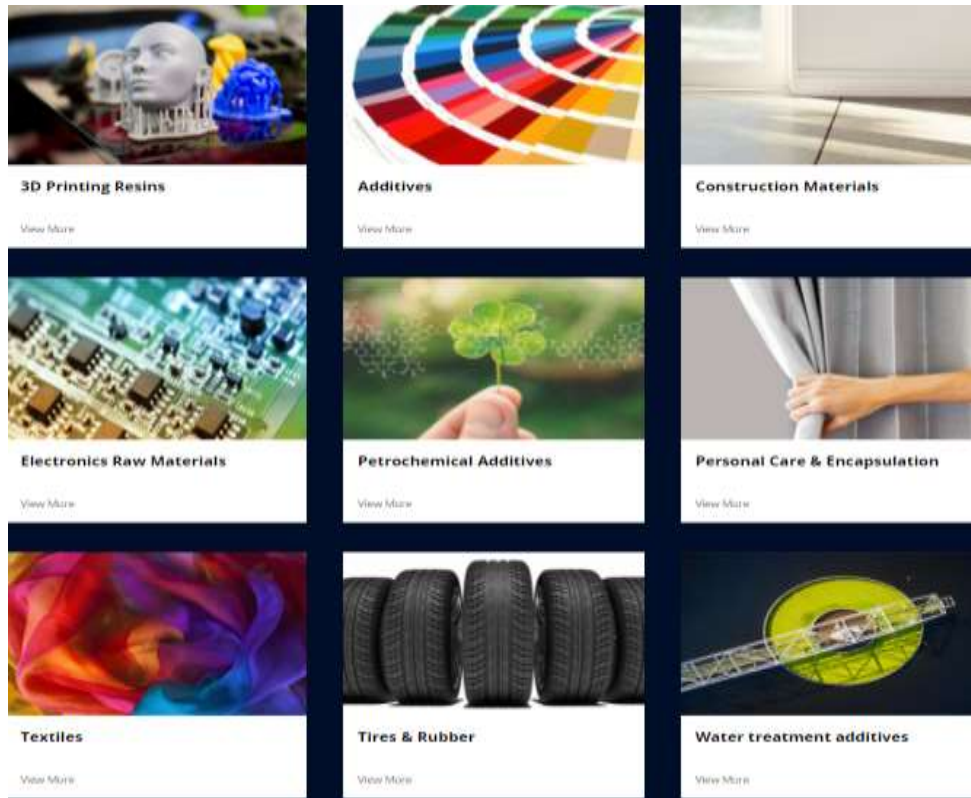 3D Printing Resins
Additives
Construction Materials
View More
View More
View More
Electronics Raw Materials
Petrochemical Additives
Personal Care & Encapsulation
View More
View More
View More
Textiles
Tires & Rubber
Water treatment additives
View More
View More
View More